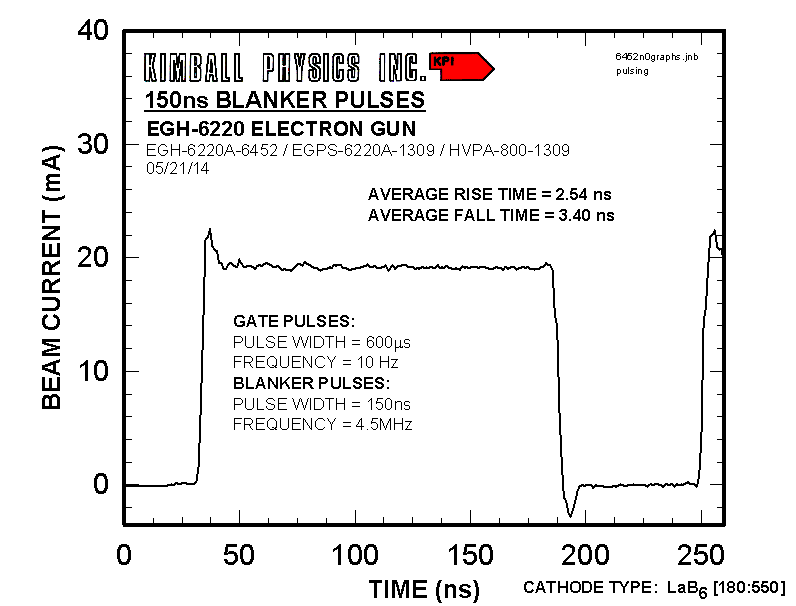 KIMBALL PHYSICS INC. KPI
6452n0graphs.jnb
pulsing
150ns BLANKER PULSES
EGH-6220 ELECTRON GUN
EGH-6220A-6452 / EGPS-6220A-1309 / HVPA-800-1309
05/21/14
AVERAGE RISE TIME = 2.54 ns
AVERAGE FALL TIME = 3.40 ns
GATE PULSES:
PULSE WIDTH = 600µs
FREQUENCY = 10 Hz
BLANKER PULSES:
PULSE WIDTH = 150ns
FREQUENCY = 4.5MHz
BEAM CURRENT (mA)
40
30
20
10
0
0 50 100 150 200 250
TIME (ns)
CATHODE TYPE: LaB6 [180:550]